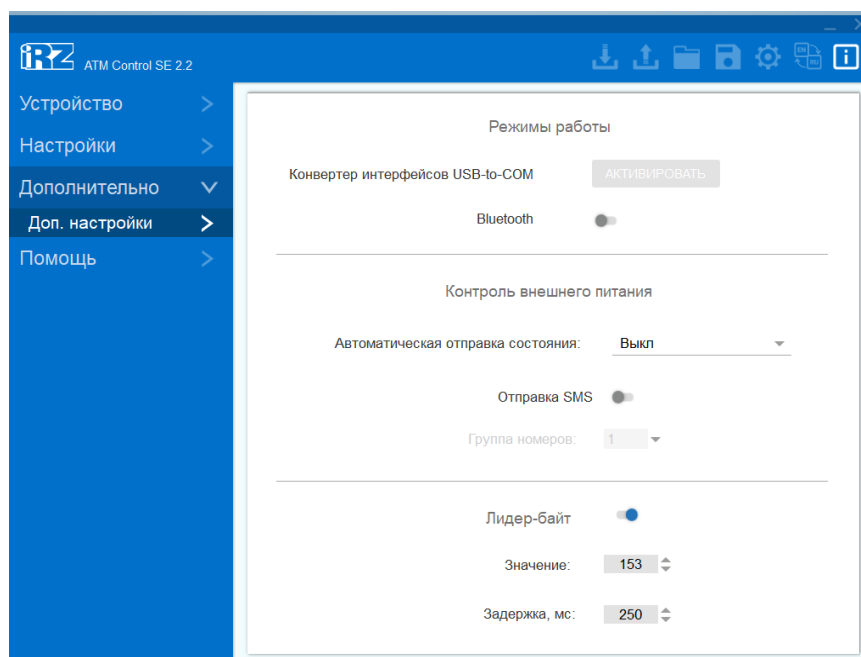 iRZ ATM Control SE 2.2
EN RU
Устройство
Настройки
Дополнительно
Доп. настройки
Помощь
Режимы работы
Конвертер интерфейсов USB-to-COM АКТИВИРОВАТЬ
Bluetooth
Контроль внешнего питания
Автоматическая отправка состояния: Выкл
Отправка SMS
Группа номеров: 1
Лидер-байт
Значение: 153
Задержка, мс: 250